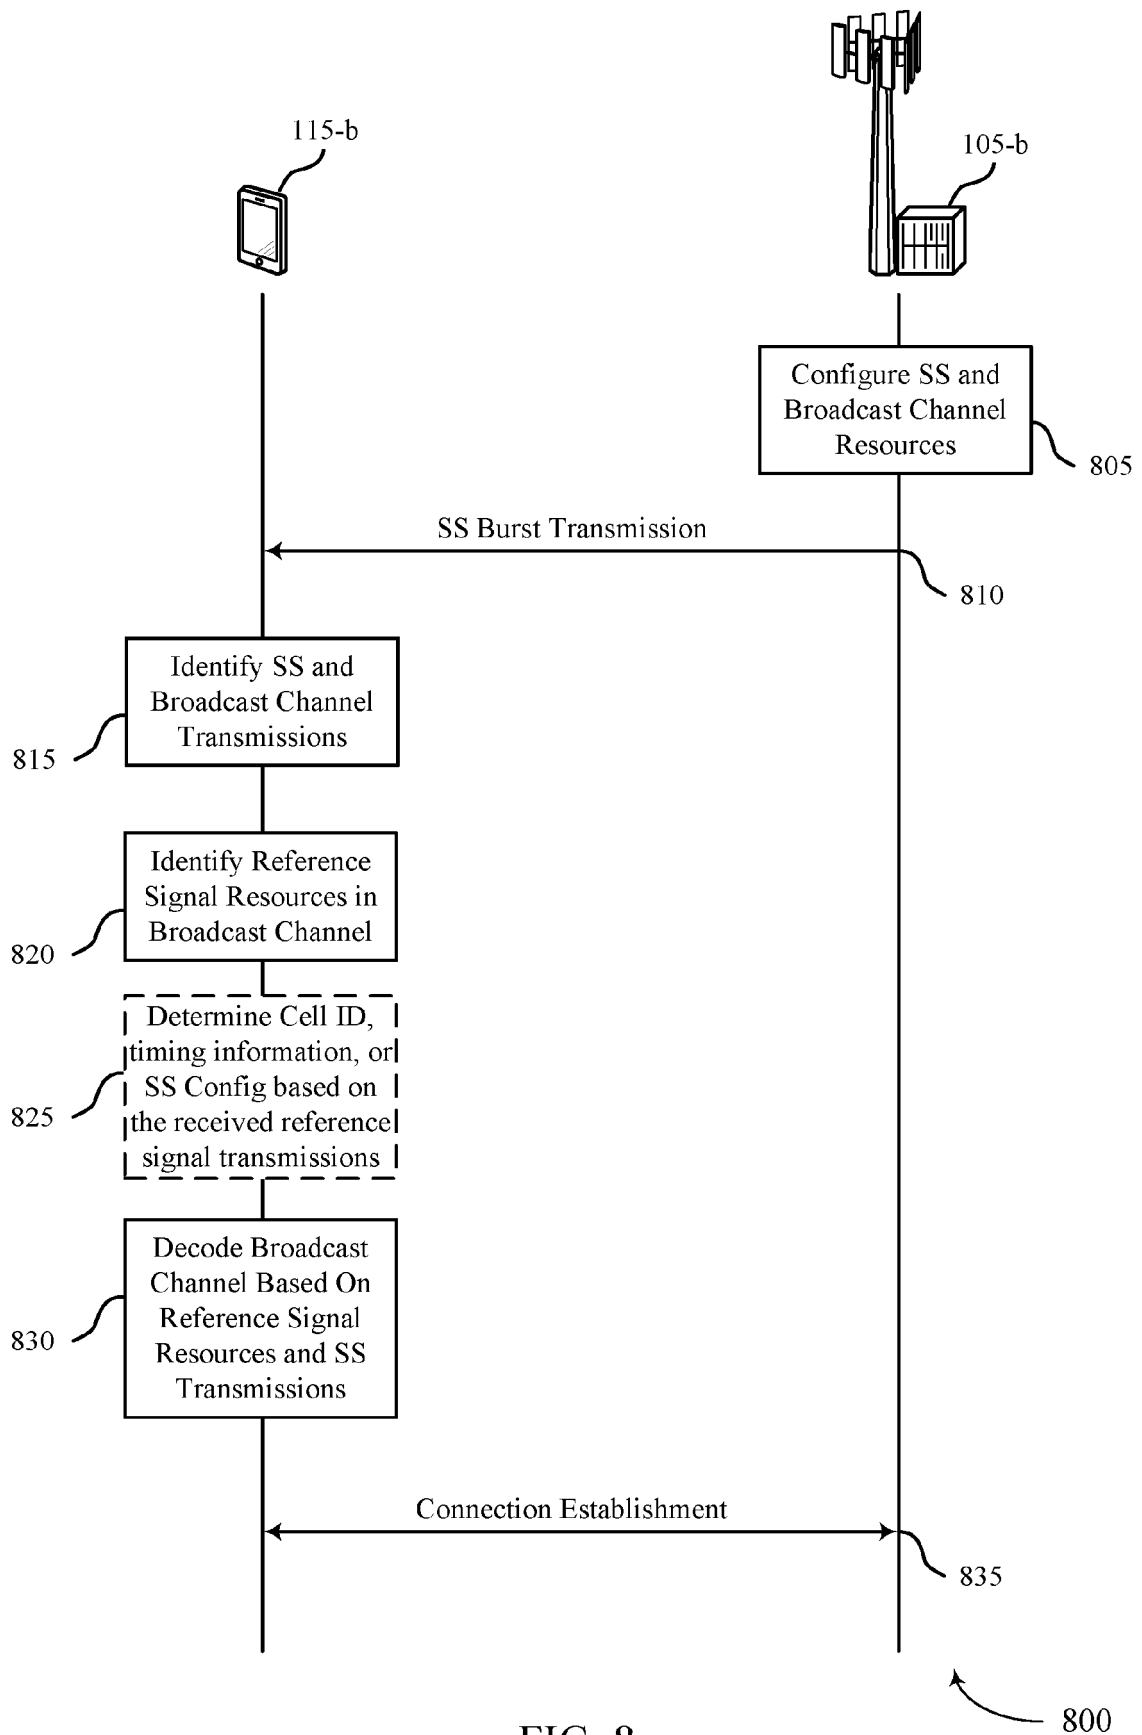 115-b
105-b
Configure SS and
Broadcast Channel
Resources
805
SS Burst Transmission
810
Identify SS and
Broadcast Channel
Transmissions
815
Identify Reference
Signal Resources in
Broadcast Channel
820
Determine Cell ID,
timing information, or
SS Config based on
the received reference
signal transmissions
825
Decode Broadcast
Channel Based On
Reference Signal
Resources and SS
Transmissions
830
Connection Establishment
835
800
FIG. 8